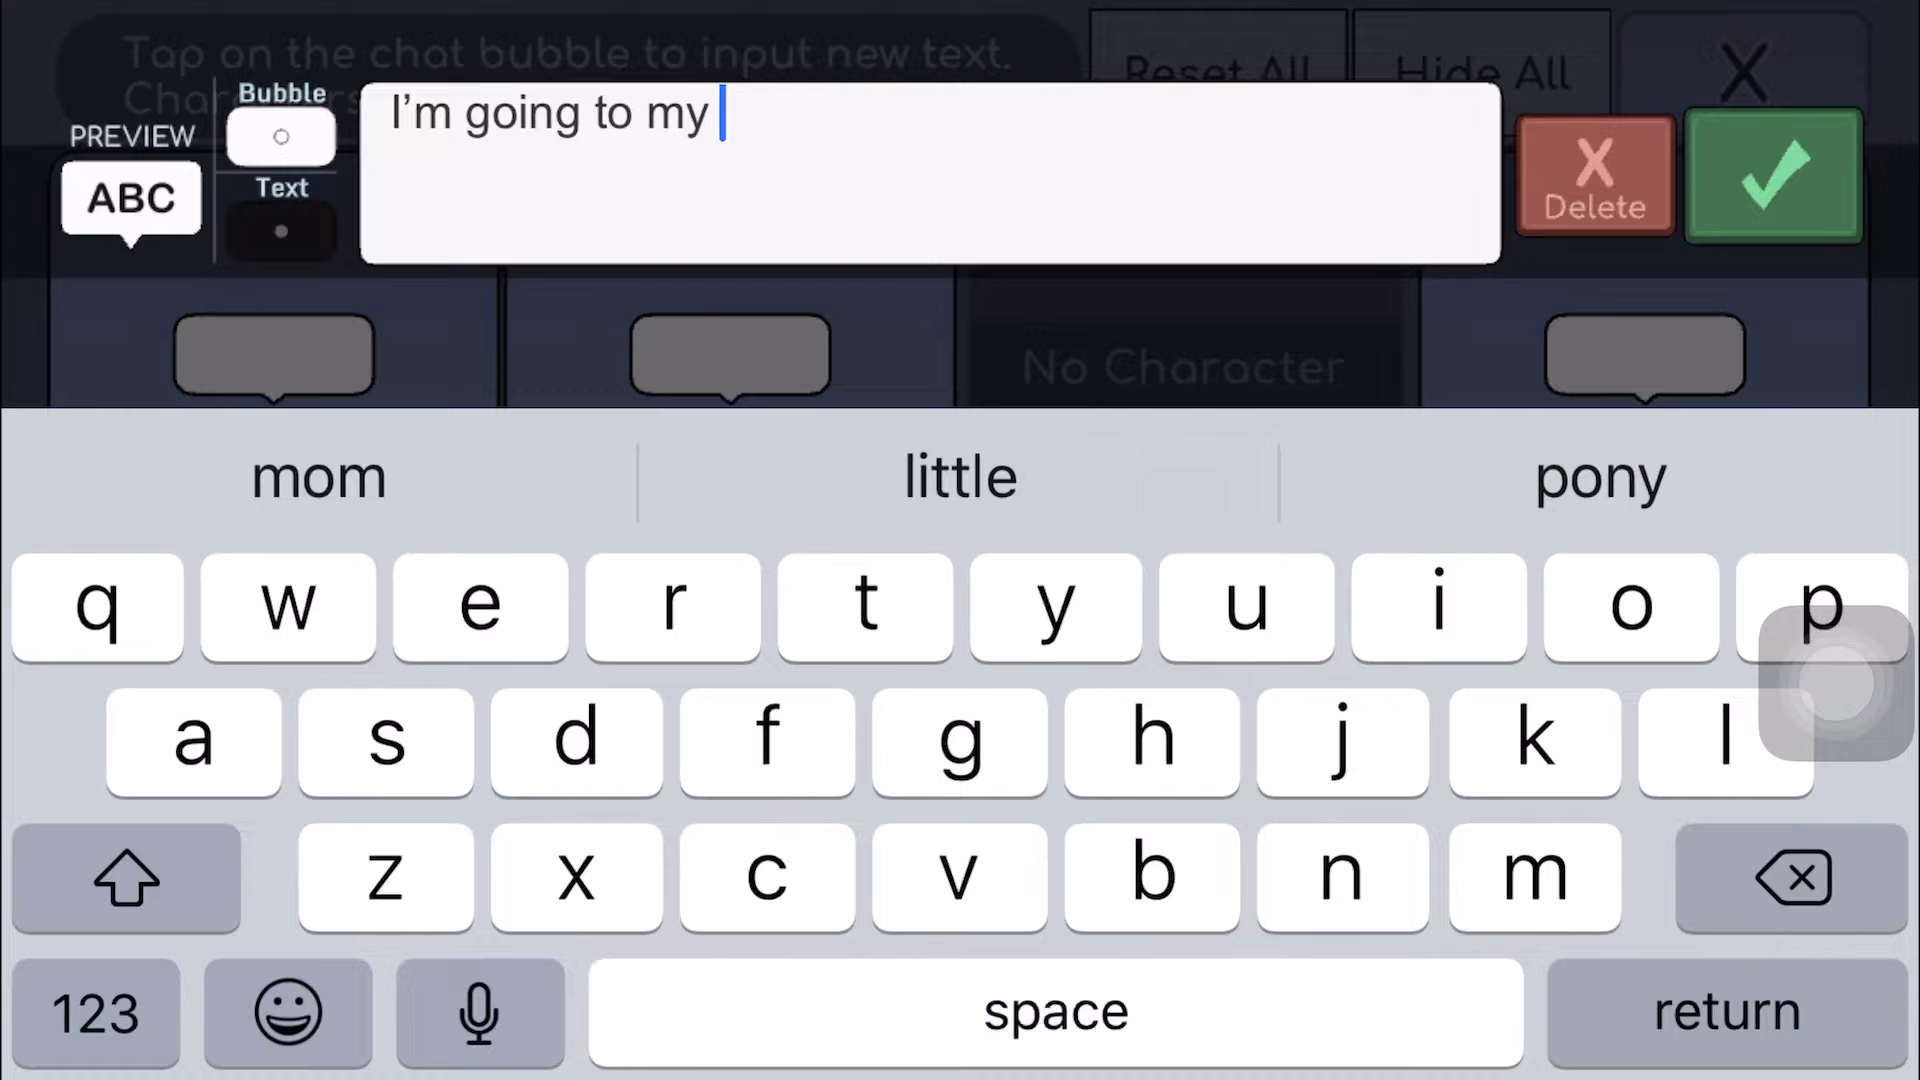 Tap on the chat bubble to input new text.
Reset All
Hide All
X
Bubble
PREVIEW
ABC
Text
I’m going to my
X
Delete
No Character
mom
little
pony
q w e r t y u i o p
a s d f g h j k l
z x c v b n m
123
space
return